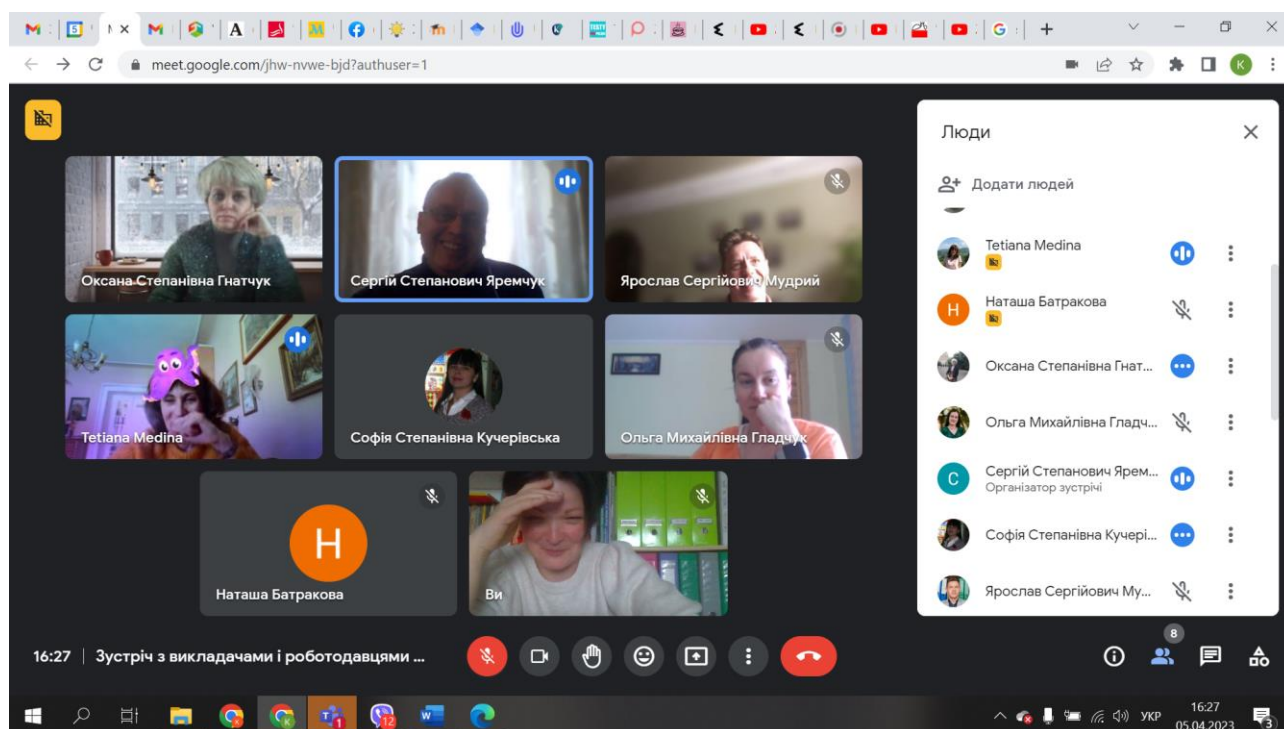 meet.google.com/jhw-nvwe-bjd?authuser=1
K
Оксана Степанівна Гнатчук
Сергій Степанович Яремчук
Ярослав Сергійович Мудрий
Tetiana Medina
Софія Степанівна Кучерівська
Ольга Михайлівна Гладчук
Н
Наташа Батракова
Ви
Люди
Додати людей
Tetiana Medina
Н
Наташа Батракова
Оксана Степанівна Гнат...
Ольга Михайлівна Гладч...
С
Сергій Степанович Ярем...
Організатор зустрічі
Софія Степанівна Кучері...
Ярослав Сергійович Му...
16:27 | Зустріч з викладачами і роботодавцями ...
8
1
12
УКР
16:27
05.04.2023
3